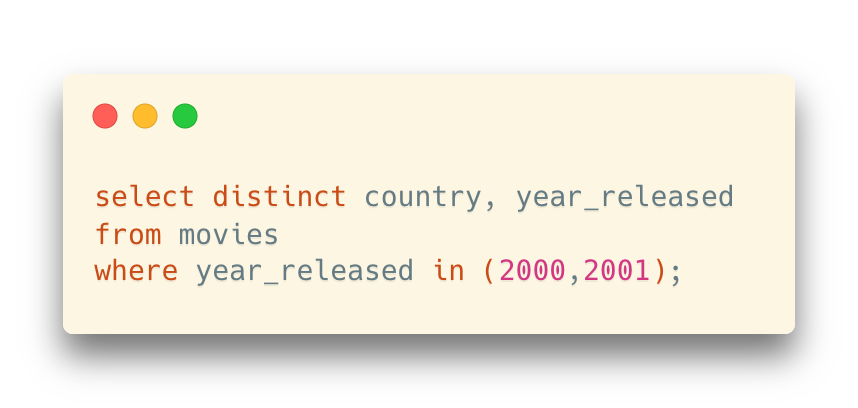 select distinct country, year_released
from movies
where year_released in (2000,2001);